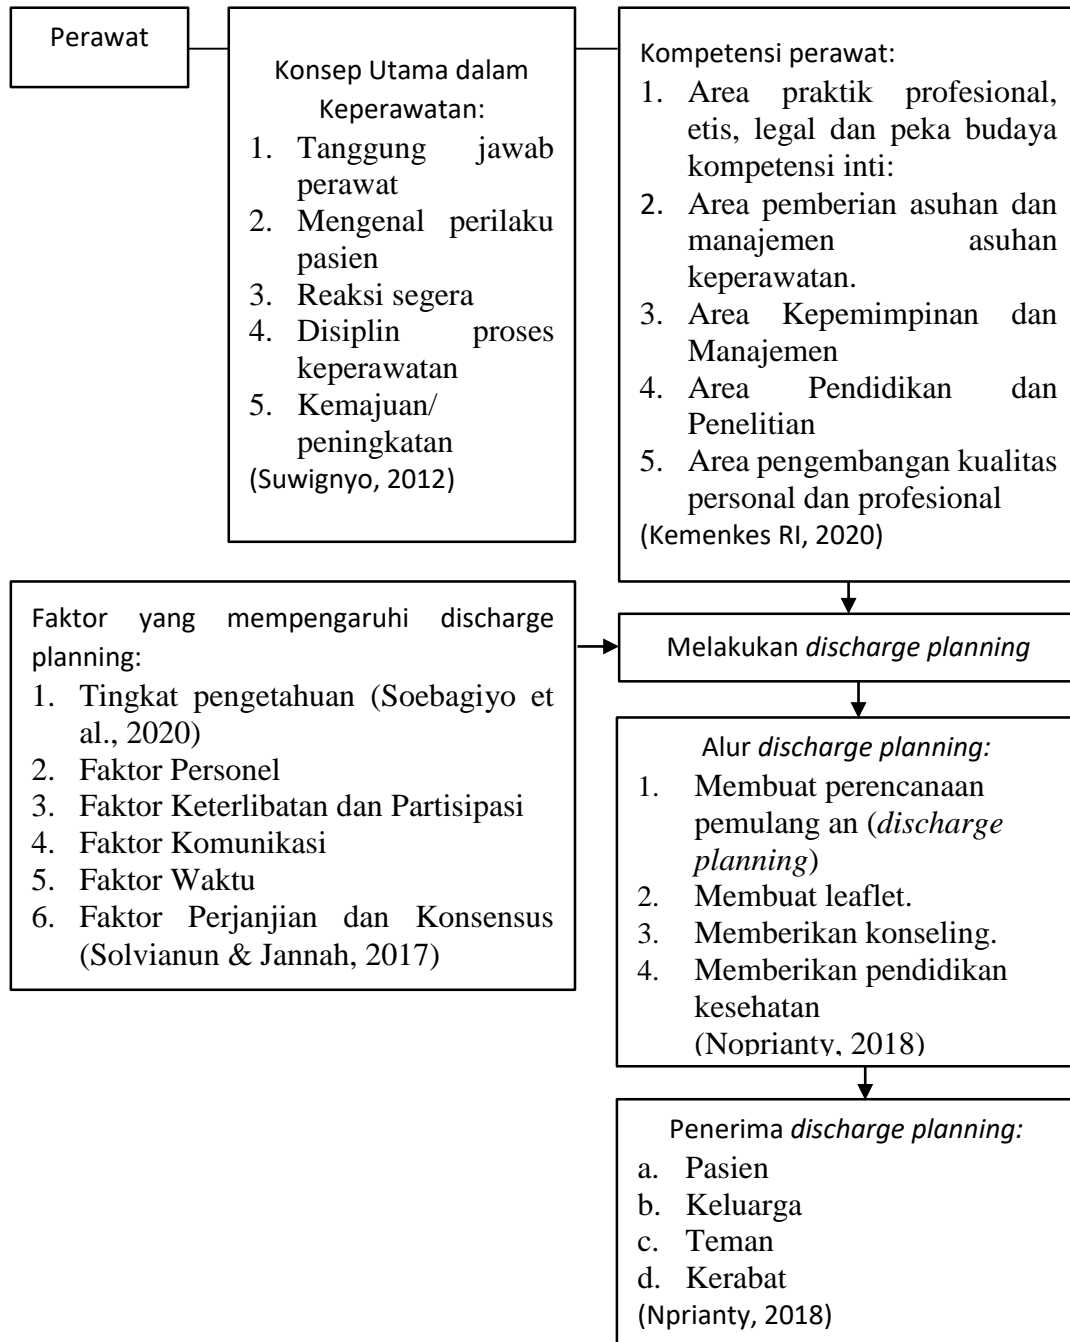 Perawat
Konsep Utama dalam
Keperawatan:
1. Tanggung jawab
perawat
2. Mengenal perilaku
pasien
3. Reaksi segera
4. Disiplin proses
keperawatan
5. Kemajuan/
peningkatan
(Suwignyo, 2012)
Kompetensi perawat:
1. Area praktik profesional,
etis, legal dan peka budaya
kompetensi inti:
2. Area pemberian asuhan dan
manajemen asuhan
keperawatan.
3. Area Kepemimpinan dan
Manajemen
4. Area Pendidikan dan
Penelitian
5. Area pengembangan kualitas
personal dan profesional
(Kemenkes RI, 2020)
Faktor yang mempengaruhi discharge
planning:
1. Tingkat pengetahuan (Soebagiyo et
al., 2020)
2. Faktor Personel
3. Faktor Keterlibatan dan Partisipasi
4. Faktor Komunikasi
5. Faktor Waktu
6. Faktor Perjanjian dan Konsensus
(Solvianun & Jannah, 2017)
Melakukan discharge planning
Alur discharge planning:
1. Membuat perencanaan
pemulang an (discharge
planning)
2. Membuat leaflet.
3. Memberikan konseling.
4. Memberikan pendidikan
kesehatan
(Noprianty, 2018)
Penerima discharge planning:
a. Pasien
b. Keluarga
c. Teman
d. Kerabat
(Nprianty, 2018)